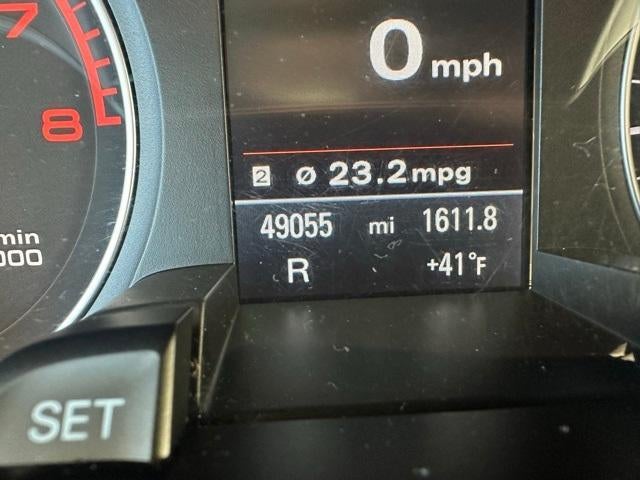 7
8
min
000
0 mph
2 Ø 23.2 mpg
49055 mi 1611.8
R +41°F
SET